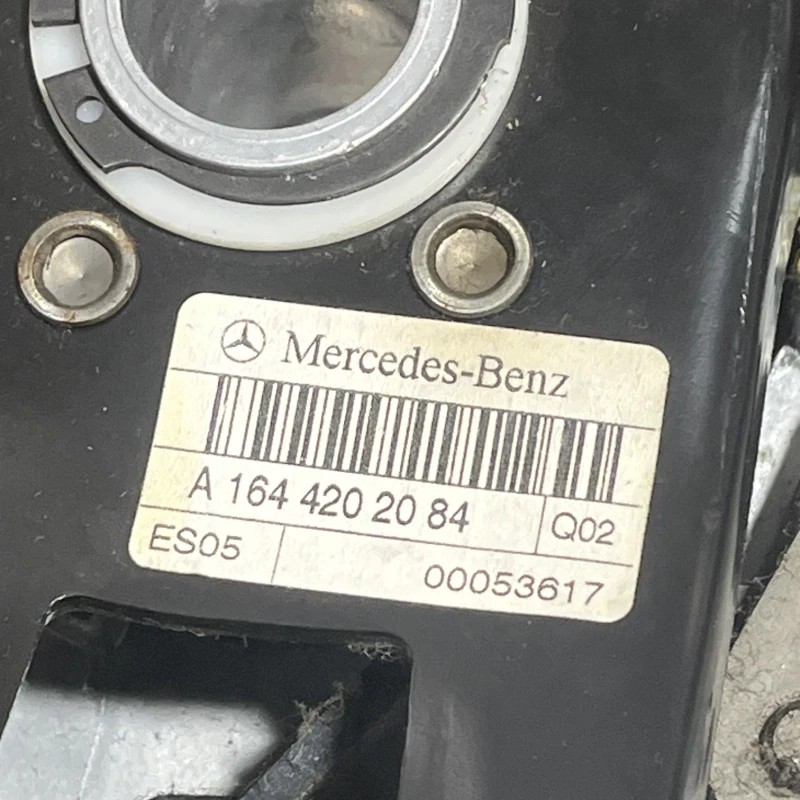 Mercedes-Benz
A 164 420 20 84 Q02
ES05 00053617